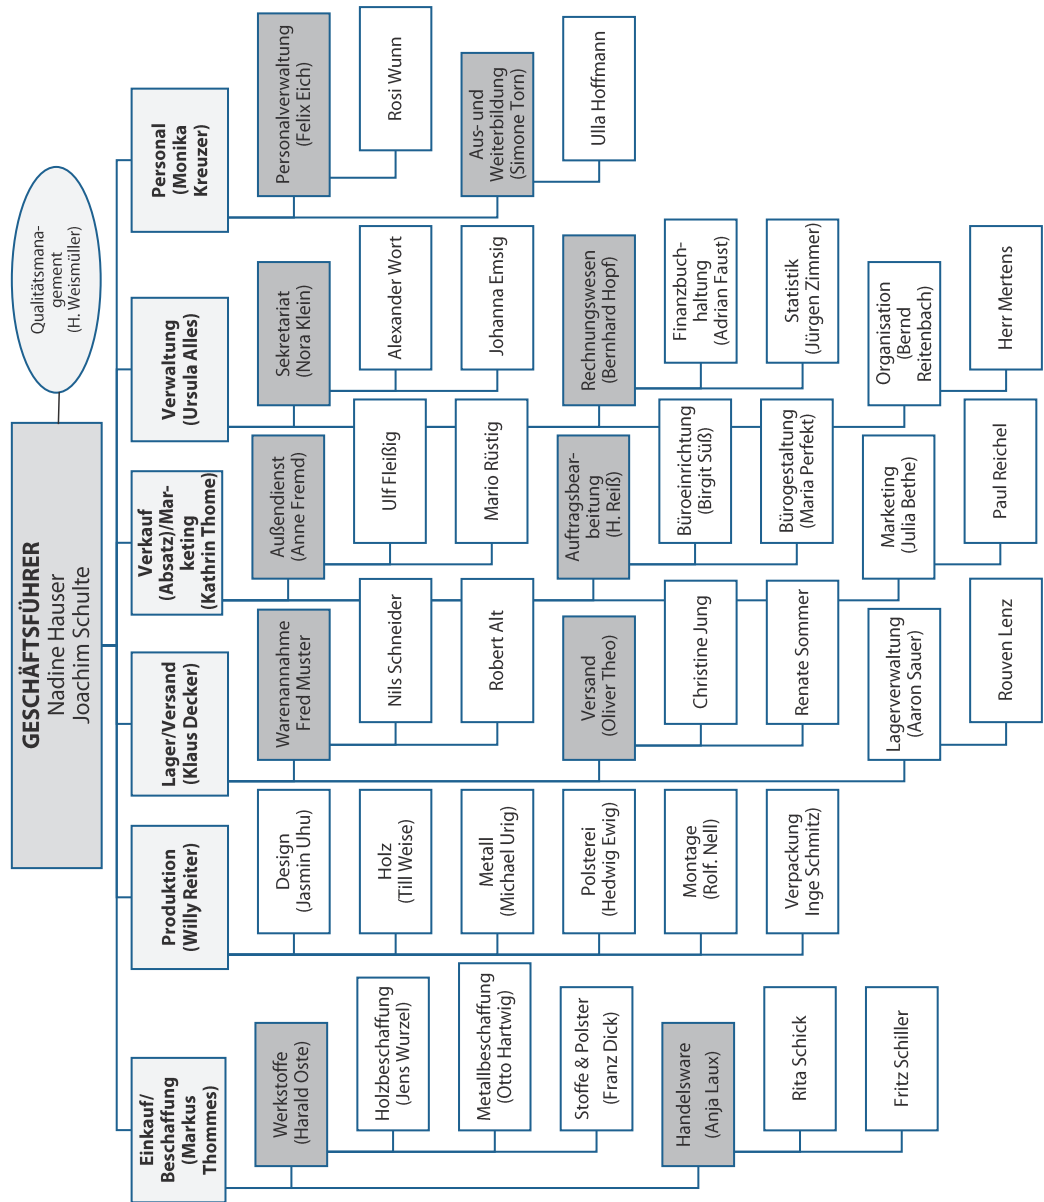 GESCHÄFTSFÜHRER
Nadine Hauser
Joachim Schulte
Qualitätsmana-
gement
(H. Weismüller)
Einkauf/
Beschaffung
(Markus
Thommes)
Werkstoffe
(Harald Oste)
Holzbeschaffung
(Jens Wurzel)
Metallbeschaffung
(Otto Hartwig)
Stoffe & Polster
(Franz Dick)
Handelsware
(Anja Laux)
Rita Schick
Fritz Schiller
Produktion
(Willy Reiter)
Design
(Jasmin Uhu)
Holz
(Till Weise)
Metall
(Michael Urig)
Polsterei
(Hedwig Ewig)
Montage
(Rolf. Nell)
Verpackung
Inge Schmitz)
Lager/Versand
(Klaus Decker)
Warenannahme
Fred Muster
Nils Schneider
Robert Alt
Versand
(Oliver Theo)
Christine Jung
Renate Sommer
Lagerverwaltung
(Aaron Sauer)
Rouven Lenz
Verkauf
(Absatz)/Mar-
keting
(Kathrin Thome)
Außendienst
(Anne Fremd)
Ulf Fleißig
Mario Rüstig
Auftragsbear-
beitung
(H. Reiß)
Büroeinrichtung
(Birgit Süß)
Bürogestaltung
(Maria Perfekt)
Marketing
(Julia Bethe)
Paul Reichel
Verwaltung
(Ursula Alles)
Sekretariat
(Nora Klein)
Alexander Wort
Johanna Emsig
Rechnungswesen
(Bernhard Hopf)
Finanzbuch-
haltung
(Adrian Faust)
Statistik
(Jürgen Zimmer)
Organisation
(Bernd
Reitenbach)
Herr Mertens
Personal
(Monika
Kreuzer)
Personalverwaltung
(Felix Eich)
Rosi Wunn
Aus- und
Weiterbildung
(Simone Torn)
Ulla Hoffmann